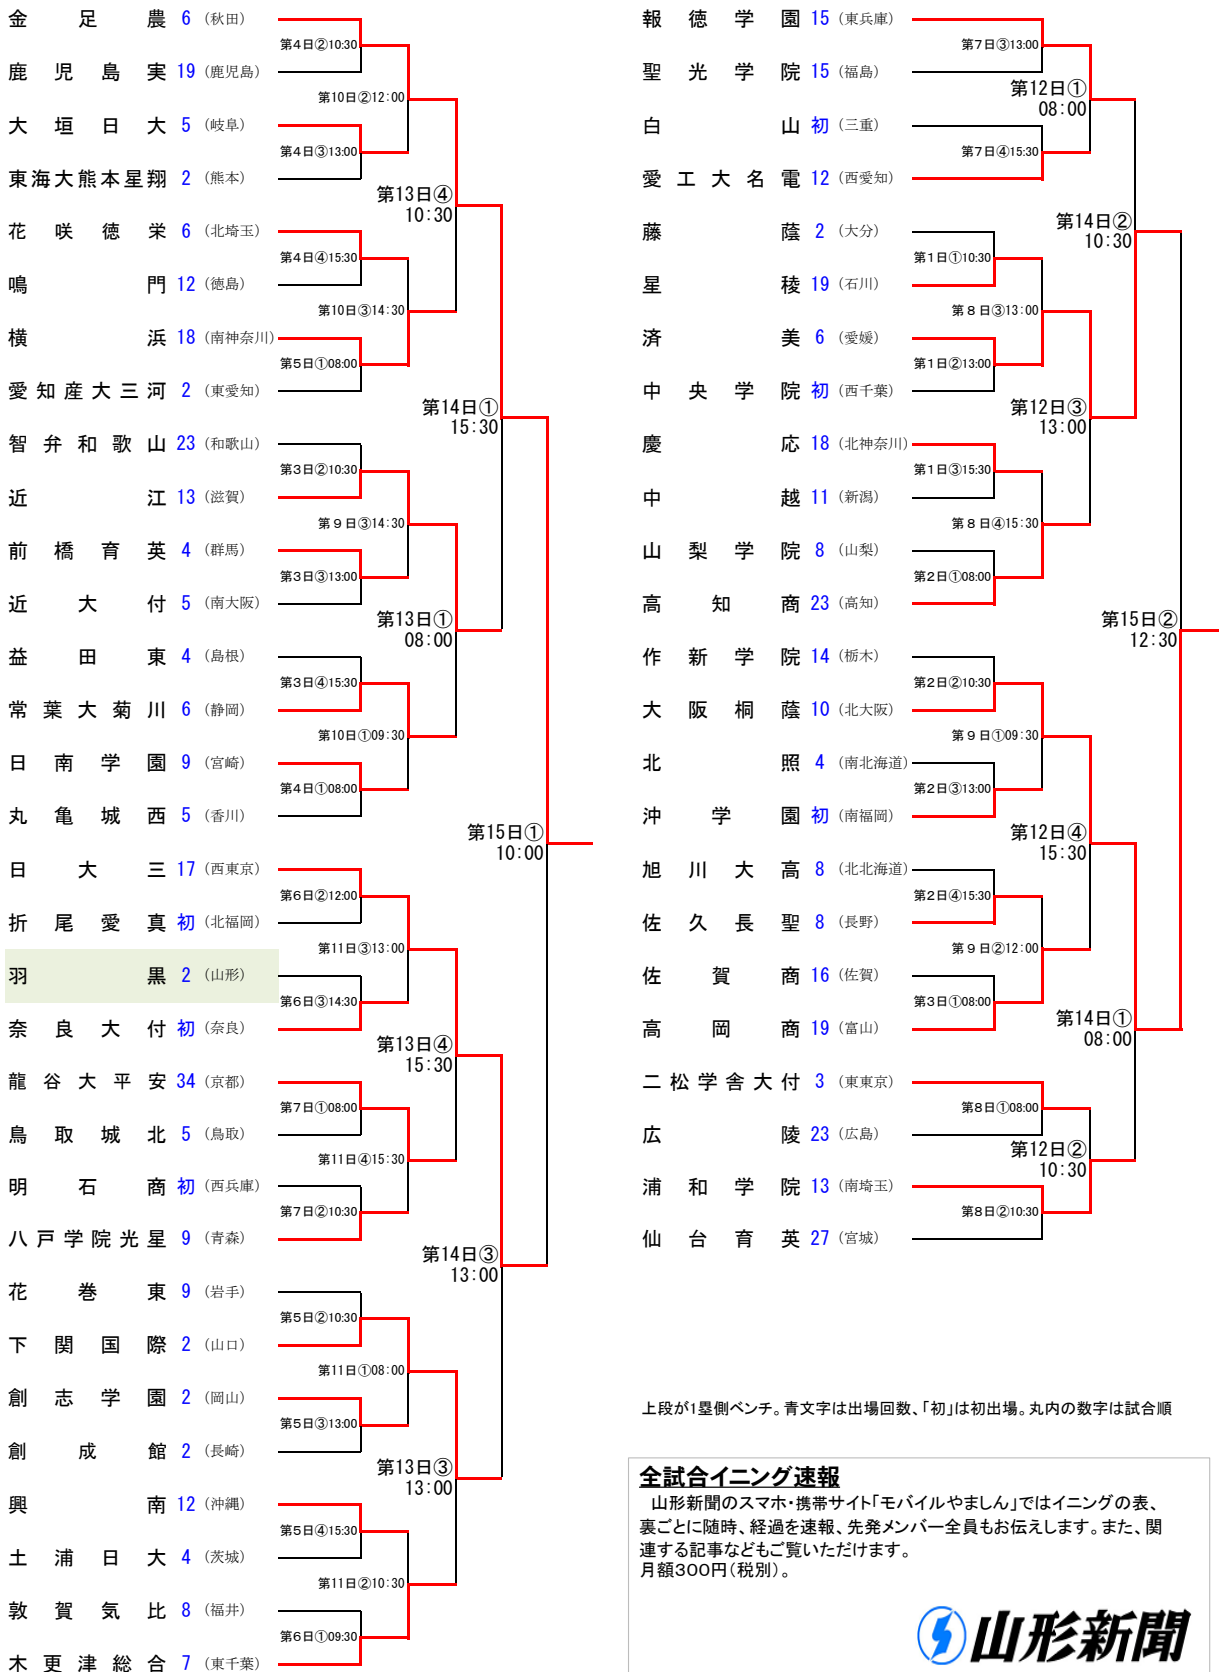 金足農 6 (秋田)
第4日②10:30
鹿児島実 19 (鹿児島)
第10日②12:00
大垣日大 5 (岐阜)
第4日③13:00
東海大熊本星翔 2 (熊本)
第13日④
10:30
花咲徳栄 6 (北埼玉)
第4日④15:30
鳴門 12 (徳島)
第10日③14:30
横浜 18 (南神奈川)
第5日①08:00
愛知産大三河 2 (東愛知)
第14日①
15:30
智弁和歌山 23 (和歌山)
第3日②10:30
近江 13 (滋賀)
第9日③14:30
前橋育英 4 (群馬)
第3日③13:00
近大付 5 (南大阪)
第13日①
08:00
益田東 4 (島根)
第3日④15:30
常葉大菊川 6 (静岡)
第10日①09:30
日南学園 9 (宮崎)
第4日①08:00
丸亀城西 5 (香川)
第15日①
10:00
日大三 17 (西東京)
第6日②12:00
折尾愛真 初 (北福岡)
第11日③13:00
羽黒 2 (山形)
第6日③14:30
奈良大付 初 (奈良)
第13日④
15:30
龍谷大平安 34 (京都)
第7日①08:00
鳥取城北 5 (鳥取)
第11日④15:30
明石商 初 (西兵庫)
第7日②10:30
八戸学院光星 9 (青森)
第14日③
13:00
花巻東 9 (岩手)
第5日②10:30
下関国際 2 (山口)
第11日①08:00
創志学園 2 (岡山)
第5日③13:00
創成館 2 (長崎)
第13日③
13:00
興南 12 (沖縄)
第5日④15:30
土浦日大 4 (茨城)
第11日②10:30
敦賀気比 8 (福井)
第6日①09:30
木更津総合 7 (東千葉)
報徳学園 15 (東兵庫)
第7日③13:00
聖光学院 15 (福島)
第12日①
08:00
白山 初 (三重)
第7日④15:30
愛工大名電 12 (西愛知)
第14日②
10:30
藤蔭 2 (大分)
第1日①10:30
星稜 19 (石川)
第8日③13:00
済美 6 (愛媛)
第1日②13:00
中央学院 初 (西千葉)
第12日③
13:00
慶応 18 (北神奈川)
第1日③15:30
中越 11 (新潟)
第8日④15:30
山梨学院 8 (山梨)
第2日①08:00
高知商 23 (高知)
第15日②
12:30
作新学院 14 (栃木)
第2日②10:30
大阪桐蔭 10 (北大阪)
第9日①09:30
北照 4 (南北海道)
第2日③13:00
沖学園 初 (南福岡)
第12日④
15:30
旭川大高 8 (北北海道)
第2日④15:30
佐久長聖 8 (長野)
第9日②12:00
佐賀商 16 (佐賀)
第3日①08:00
高岡商 19 (富山)
第14日①
08:00
二松学舎大付 3 (東東京)
第8日①08:00
広陵 23 (広島)
第12日②
10:30
浦和学院 13 (南埼玉)
第8日②10:30
仙台育英 27 (宮城)
上段が1塁側ベンチ。青文字は出場回数、「初」は初出場。丸内の数字は試合順
全試合イニング速報
山形新聞のスマホ・携帯サイト「モバイルやましん」ではイニングの表、
裏ごとに随時、経過を速報、先発メンバー全員もお伝えします。また、関
連する記事などもご覧いただけます。
月額300円(税別)。
山形新聞